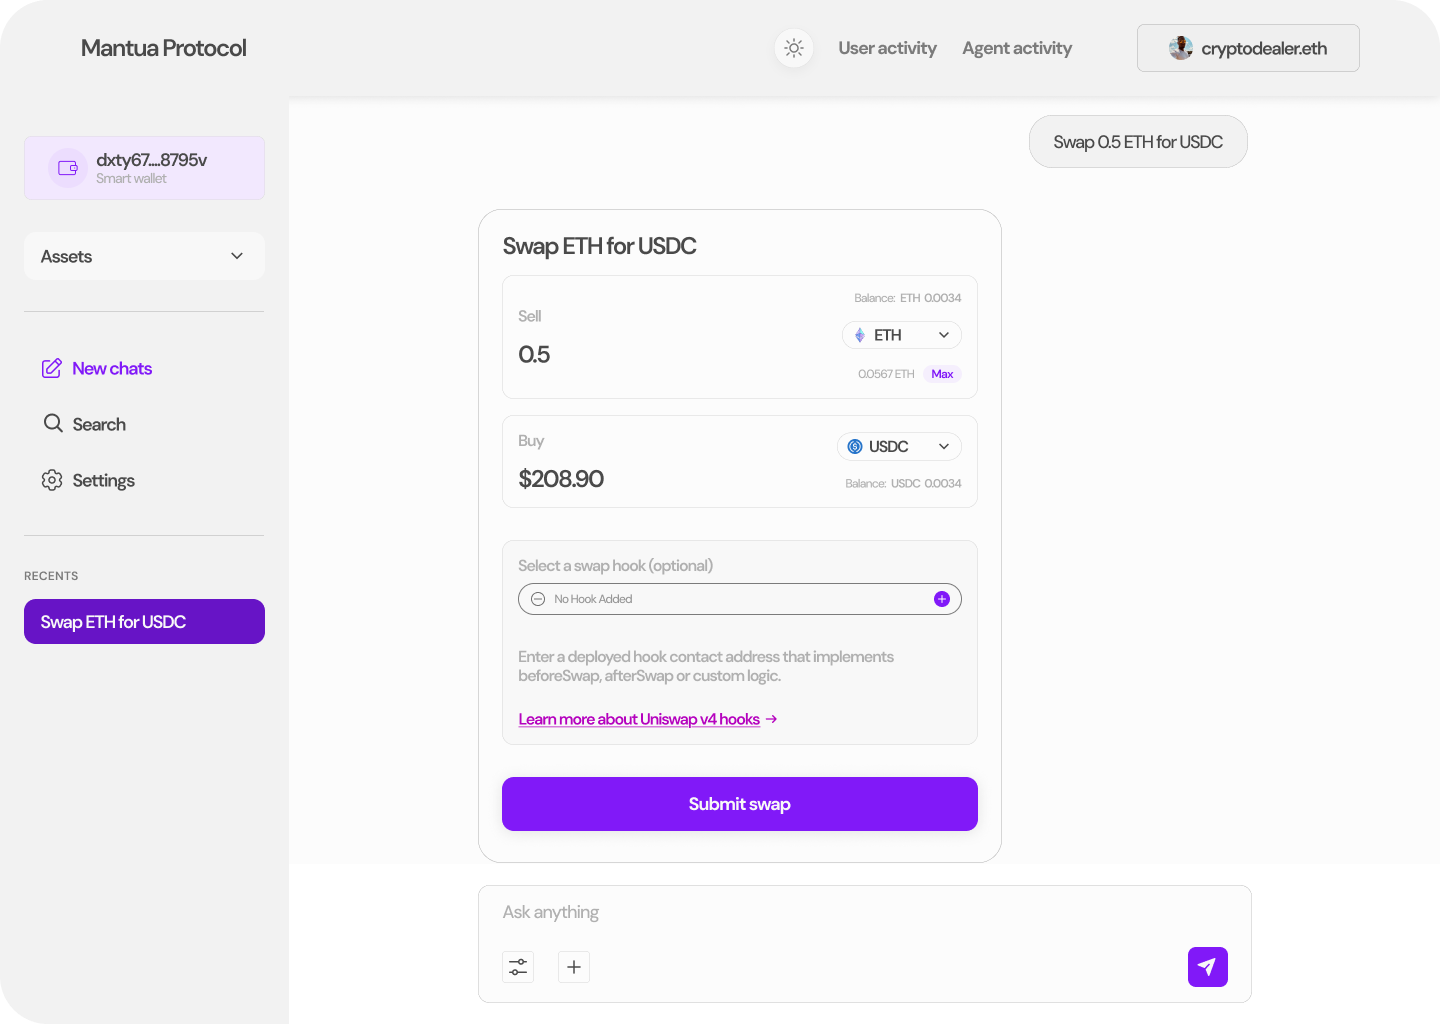 Mantua Protocol
User activity
Agent activity
cryptodealer.eth
dxty67....8795v
Smart wallet
Assets
New chats
Search
Settings
RECENTS
Swap ETH for USDC
Swap 0.5 ETH for USDC
Swap ETH for USDC
Sell
0.5
Balance: ETH 0.0034
ETH
0.0567 ETH
Max
Buy
$208.90
USDC
Balance: USDC 0.0034
Select a swap hook (optional)
No Hook Added
Enter a deployed hook contact address that implements
beforeSwap, afterSwap or custom logic.
Learn more about Uniswap v4 hooks →
Submit swap
Ask anything